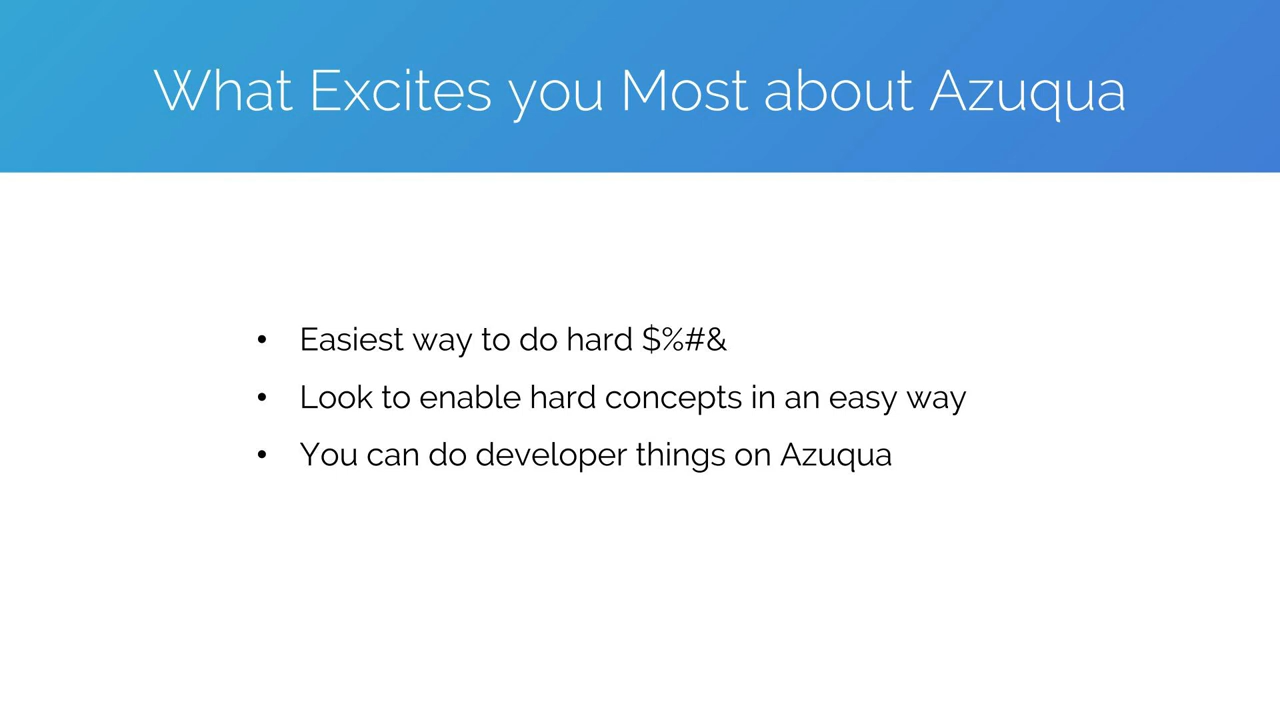 What Excites you Most about Azuqua
• Easiest way to do hard $%#&
• Look to enable hard concepts in an easy way
• You can do developer things on Azuqua